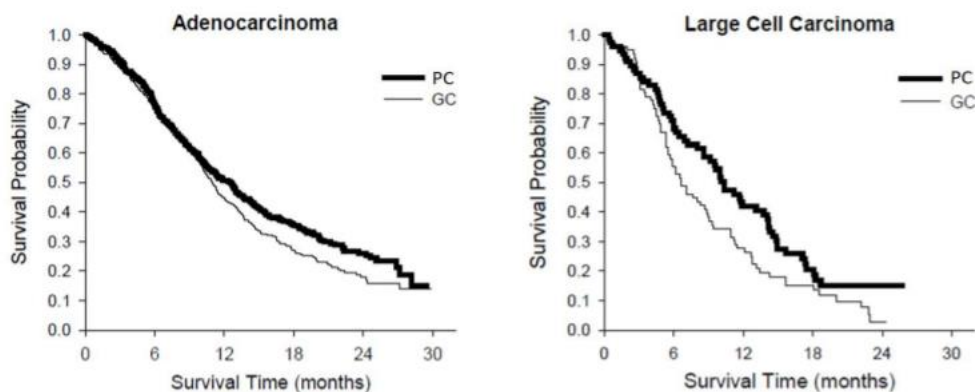 Adenocarcinoma
1.0
0.9
0.8
0.7
0.6
0.5
0.4
0.3
0.2
0.1
0.0
Survival Probability
PC
GC
0 6 12 18 24 30
Survival Time (months)
Large Cell Carcinoma
1.0
0.9
0.8
0.7
0.6
0.5
0.4
0.3
0.2
0.1
0.0
Survival Probability
PC
GC
0 6 12 18 24 30
Survival Time (months)